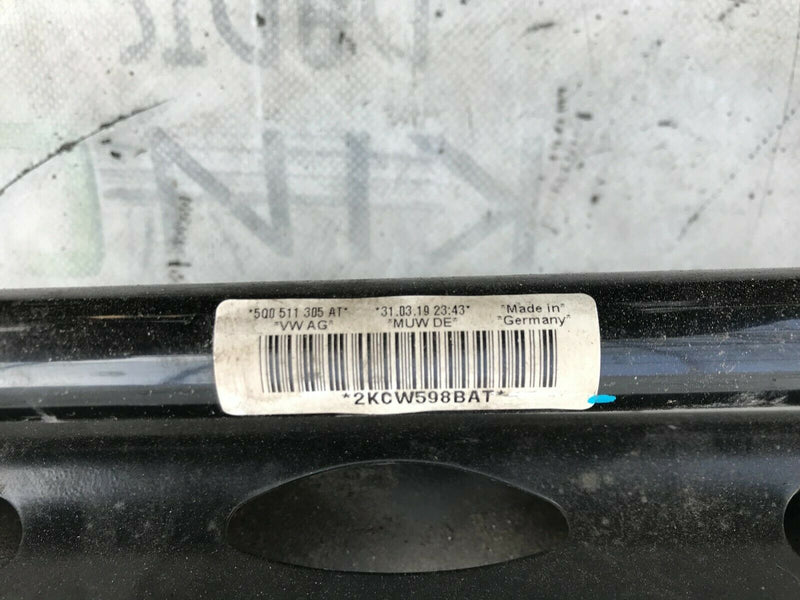 *5Q0 511 305 AT* *31.03.19 23:43* "Made in"
"VW AG" "MUW DE" "Germany"
*2KCW598BAT*